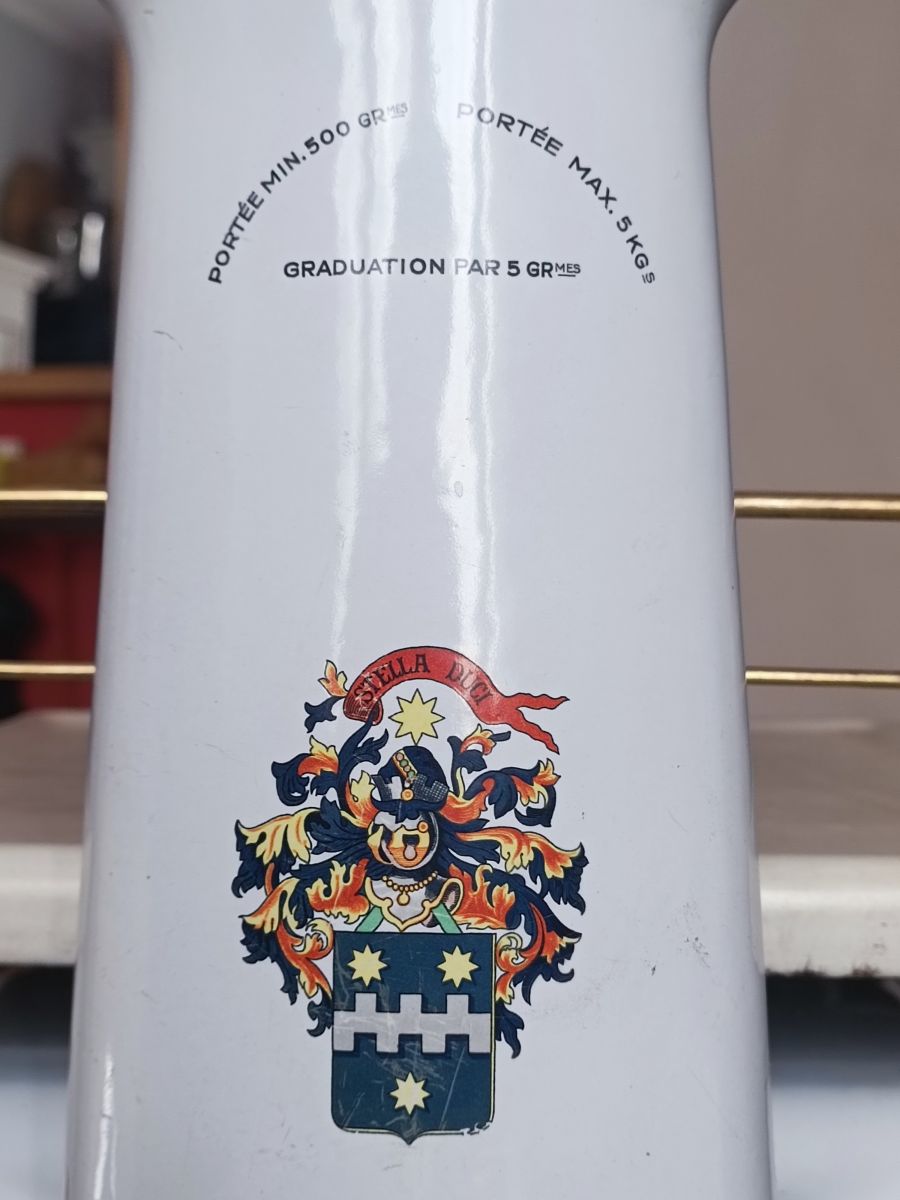 PORTÉE MIN. 500 GRMES
PORTÉE MAX. 5 KGS
GRADUATION PAR 5 GRMES
STELLA DUCI